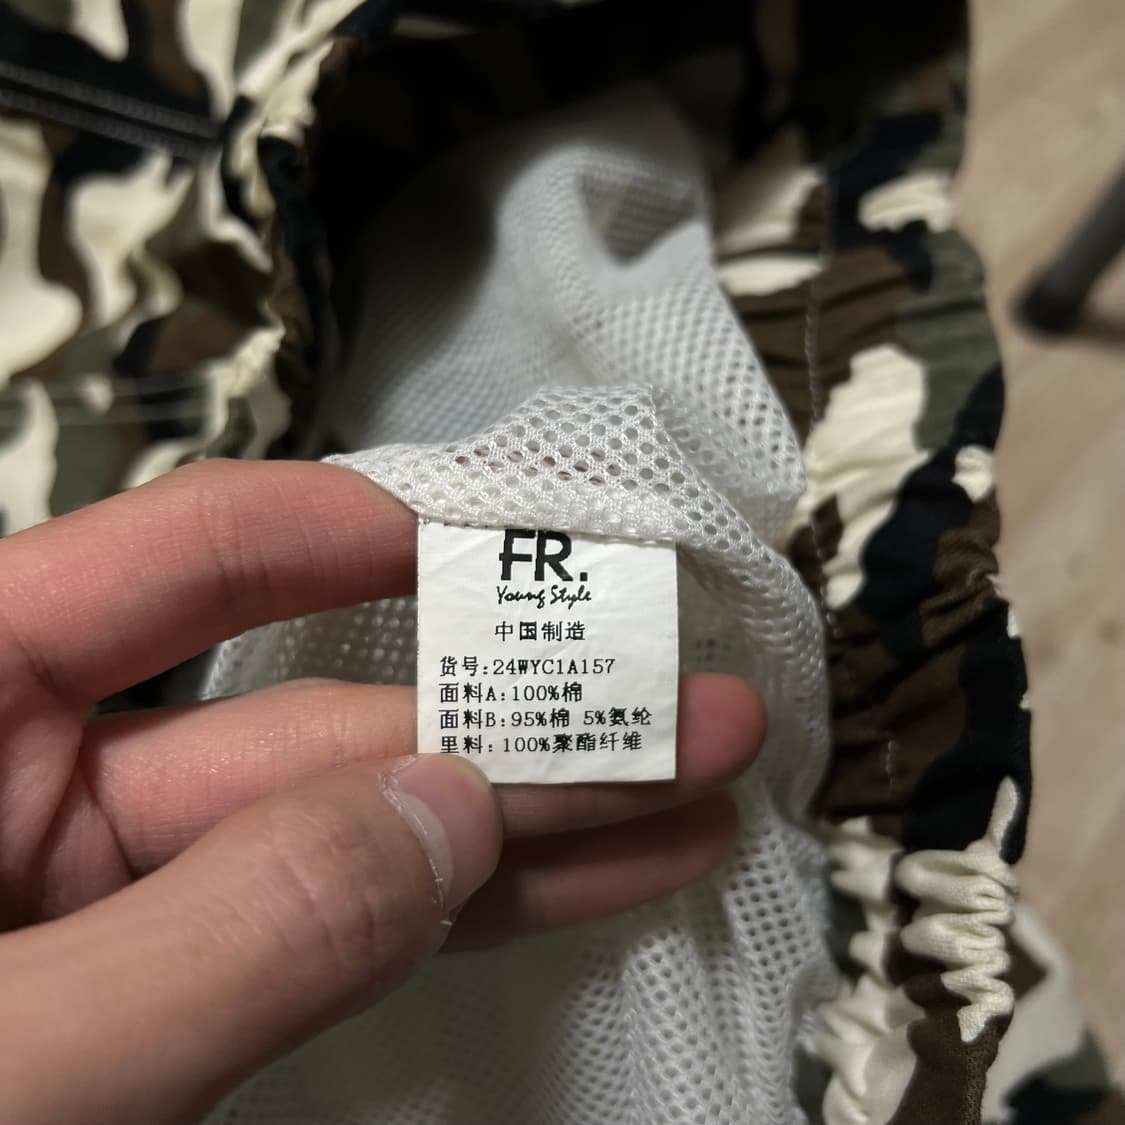 FR.
Young Style
中国制造
货号:24WYC1A157
面料A:100%棉
面料B:95%棉 5%氨纶
里料:100%聚酯纤维